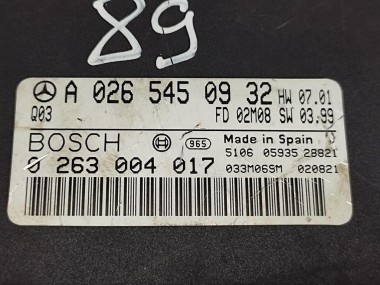 89
A 026 545 09 32 HW 07.01
Q03 FD 02M08 SW 03.99
BOSCH 965 Made in Spain
5106 05935 28821
0 263 004 017 033M06SM 020821